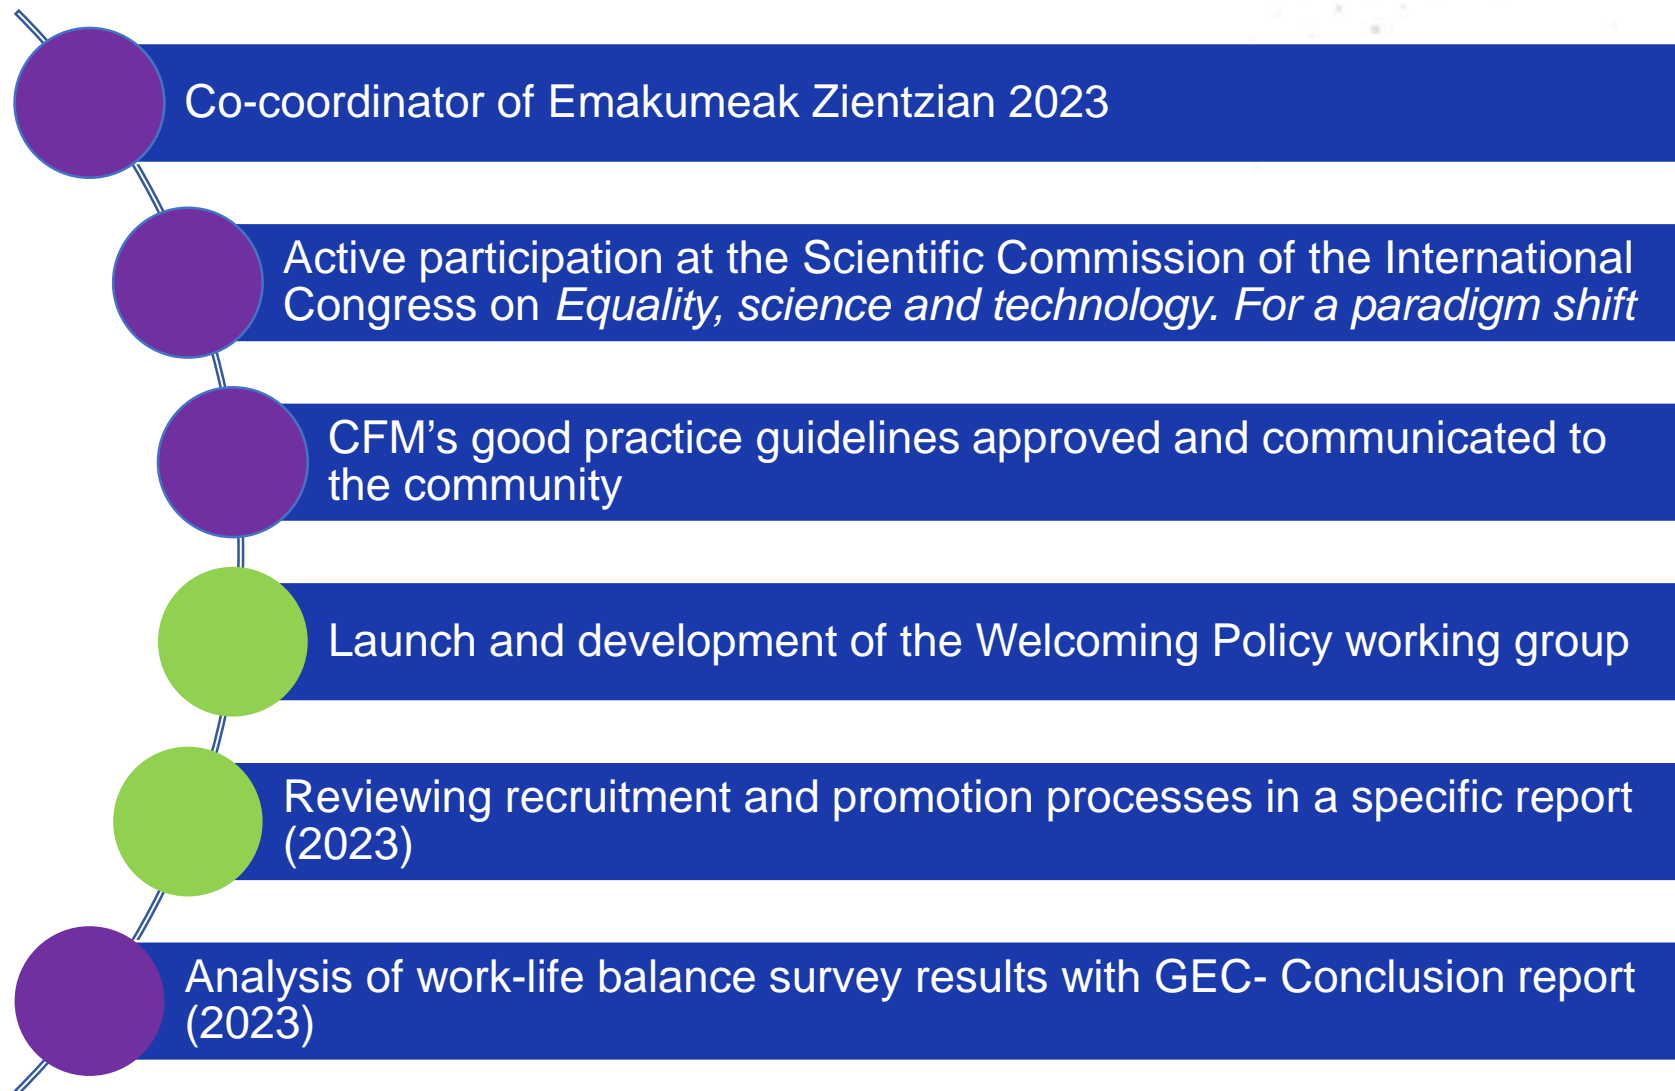 Co-coordinator of Emakumeak Zientzian 2023
Active participation at the Scientific Commission of the International
Congress on Equality, science and technology. For a paradigm shift
CFM’s good practice guidelines approved and communicated to
the community
Launch and development of the Welcoming Policy working group
Reviewing recruitment and promotion processes in a specific report
(2023)
Analysis of work-life balance survey results with GEC- Conclusion report
(2023)